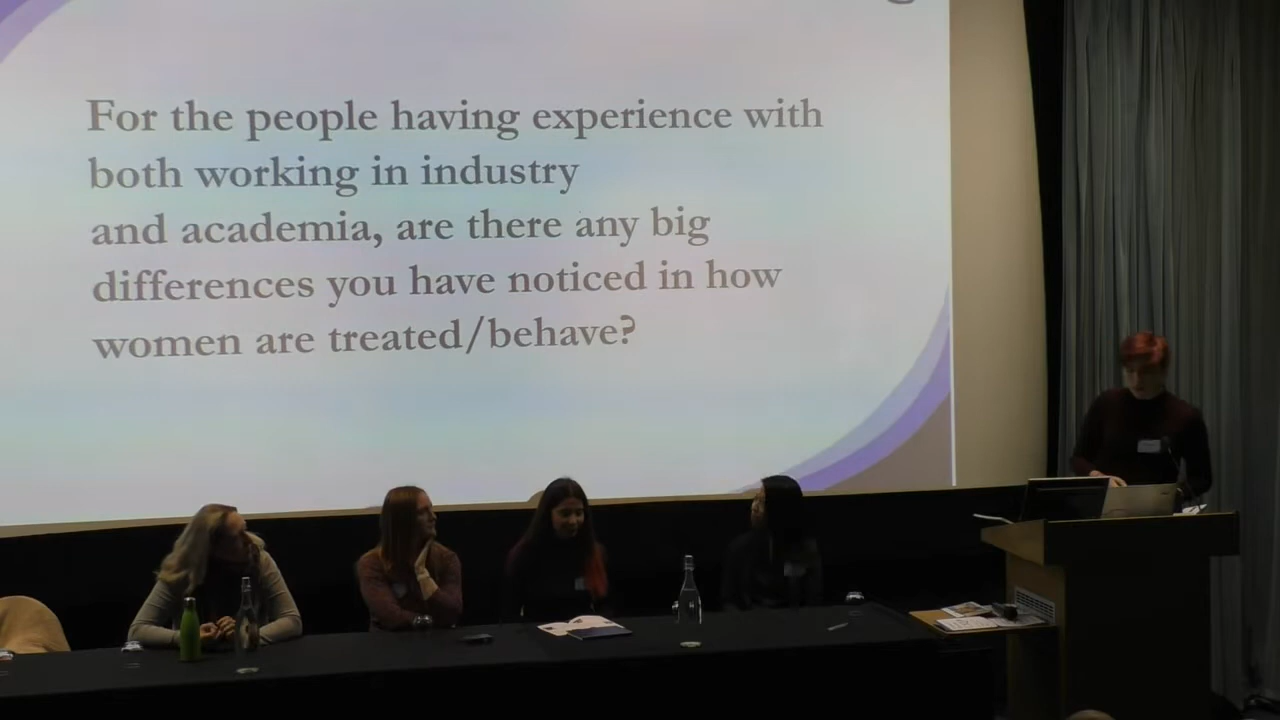 For the people having experience with
both working in industry
and academia, are there any big
differences you have noticed in how
women are treated/behave?